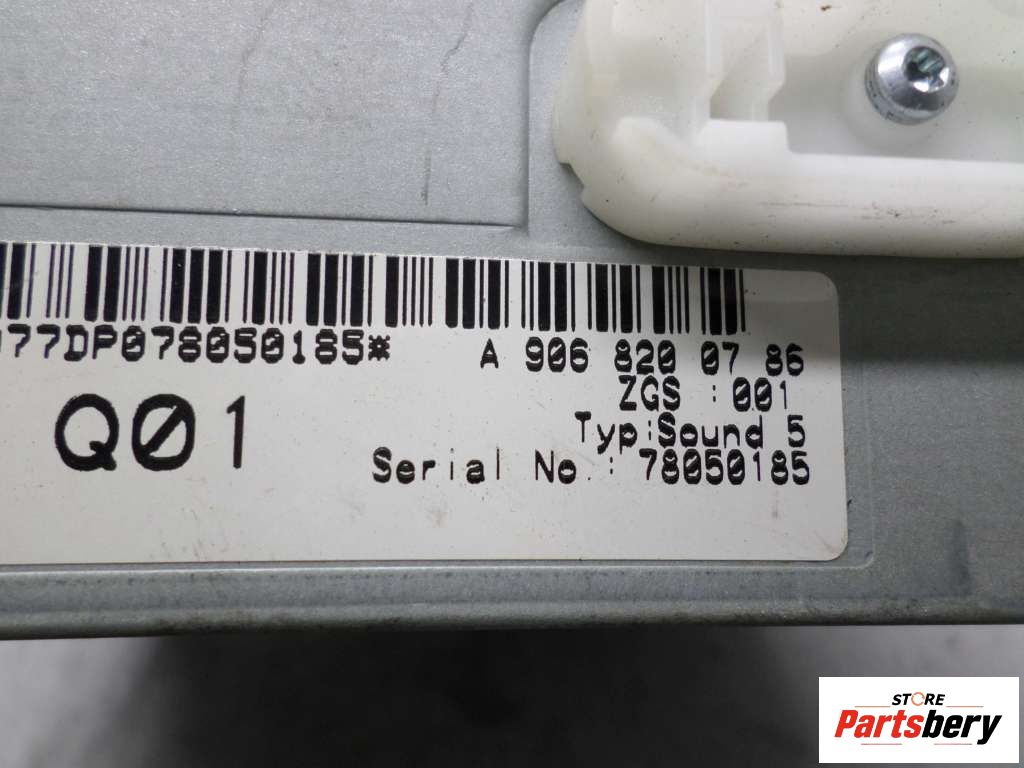 77DP078050185* A 906 820 07 86
ZGS : 001
Q01
Typ:Sound 5
Serial No.: 78050185
STORE
Partsbery